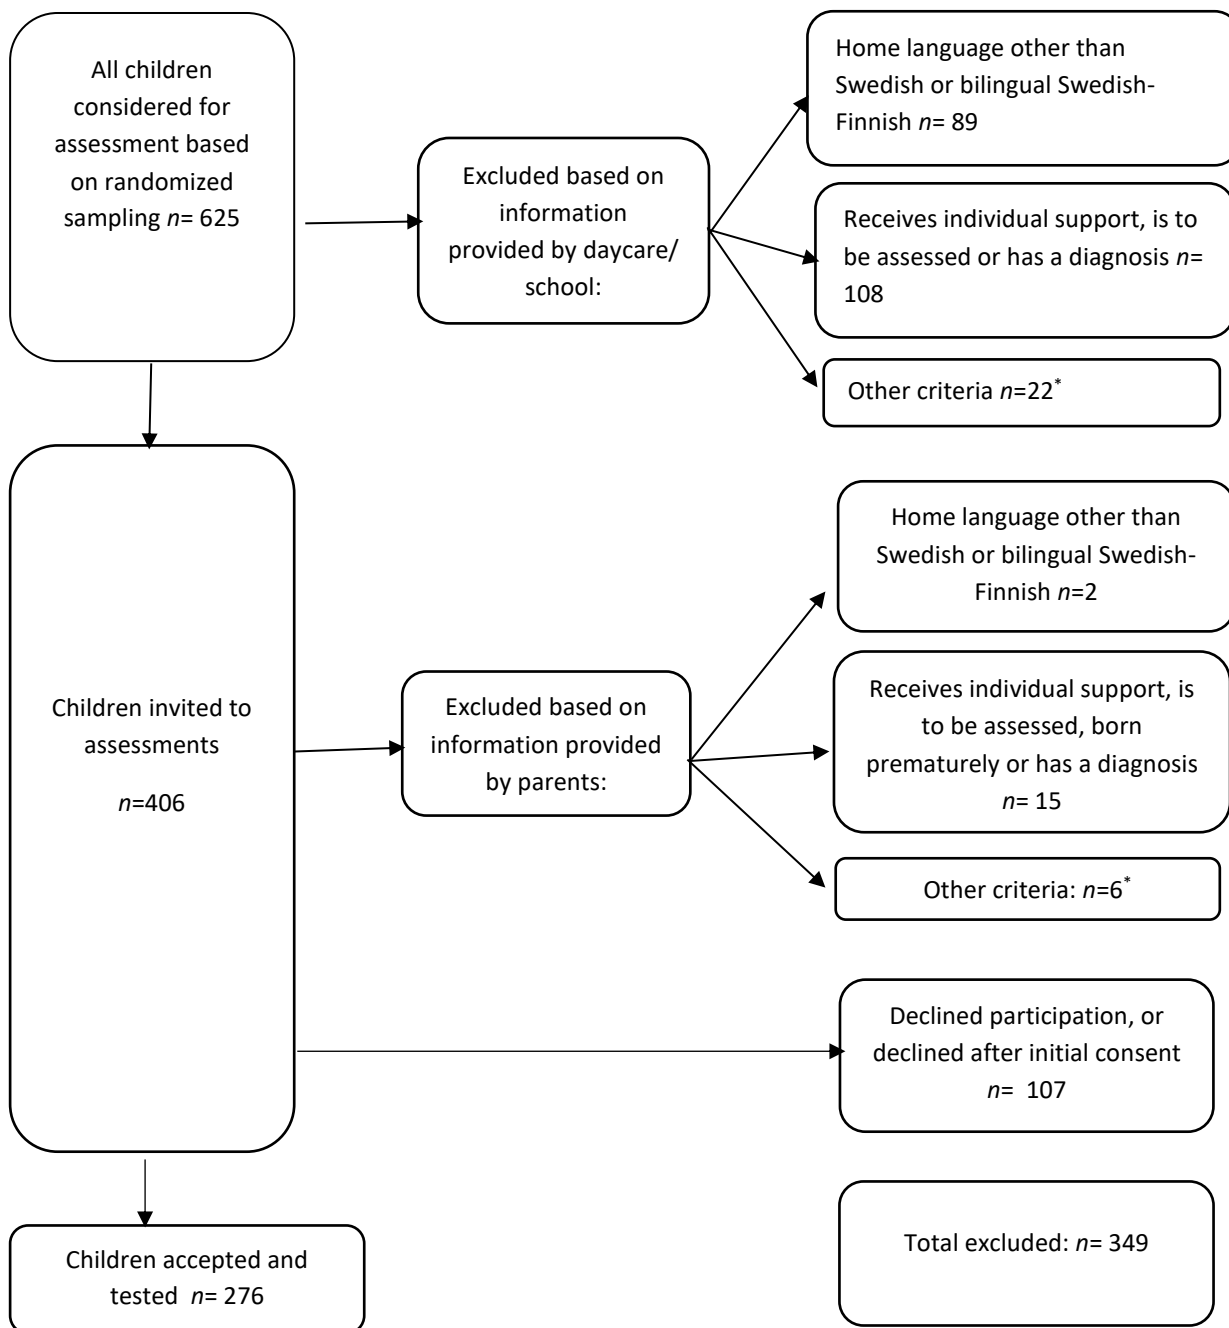 All children
considered for
assessment based
on randomized
sampling n= 625
Excluded based on
information
provided by daycare/
school:
Home language other than
Swedish or bilingual Swedish-
Finnish n= 89
Receives individual support, is to
be assessed or has a diagnosis n=
108
Other criteria n=22*
Children invited to
assessments
n=406
Excluded based on
information provided
by parents:
Home language other than
Swedish or bilingual Swedish-
Finnish n=2
Receives individual support, is
to be assessed, born
prematurely or has a diagnosis
n= 15
Other criteria: n=6*
Declined participation, or
declined after initial consent
n= 107
Children accepted and
tested n= 276
Total excluded: n= 349